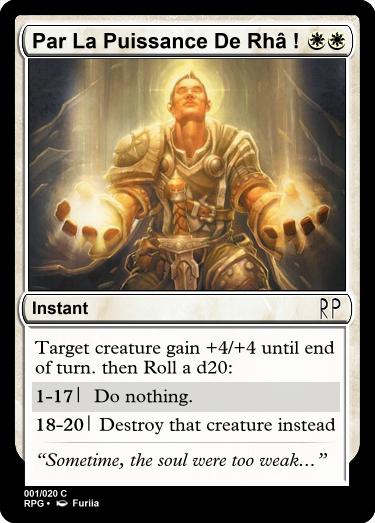 Par La Puissance De Rhâ !
Instant
RP
Target creature gain +4/+4 until end
of turn. then Roll a d20:
1-17| Do nothing.
18-20| Destroy that creature instead
“Sometime, the soul were too weak...”
001/020 C
RPG • Furiia